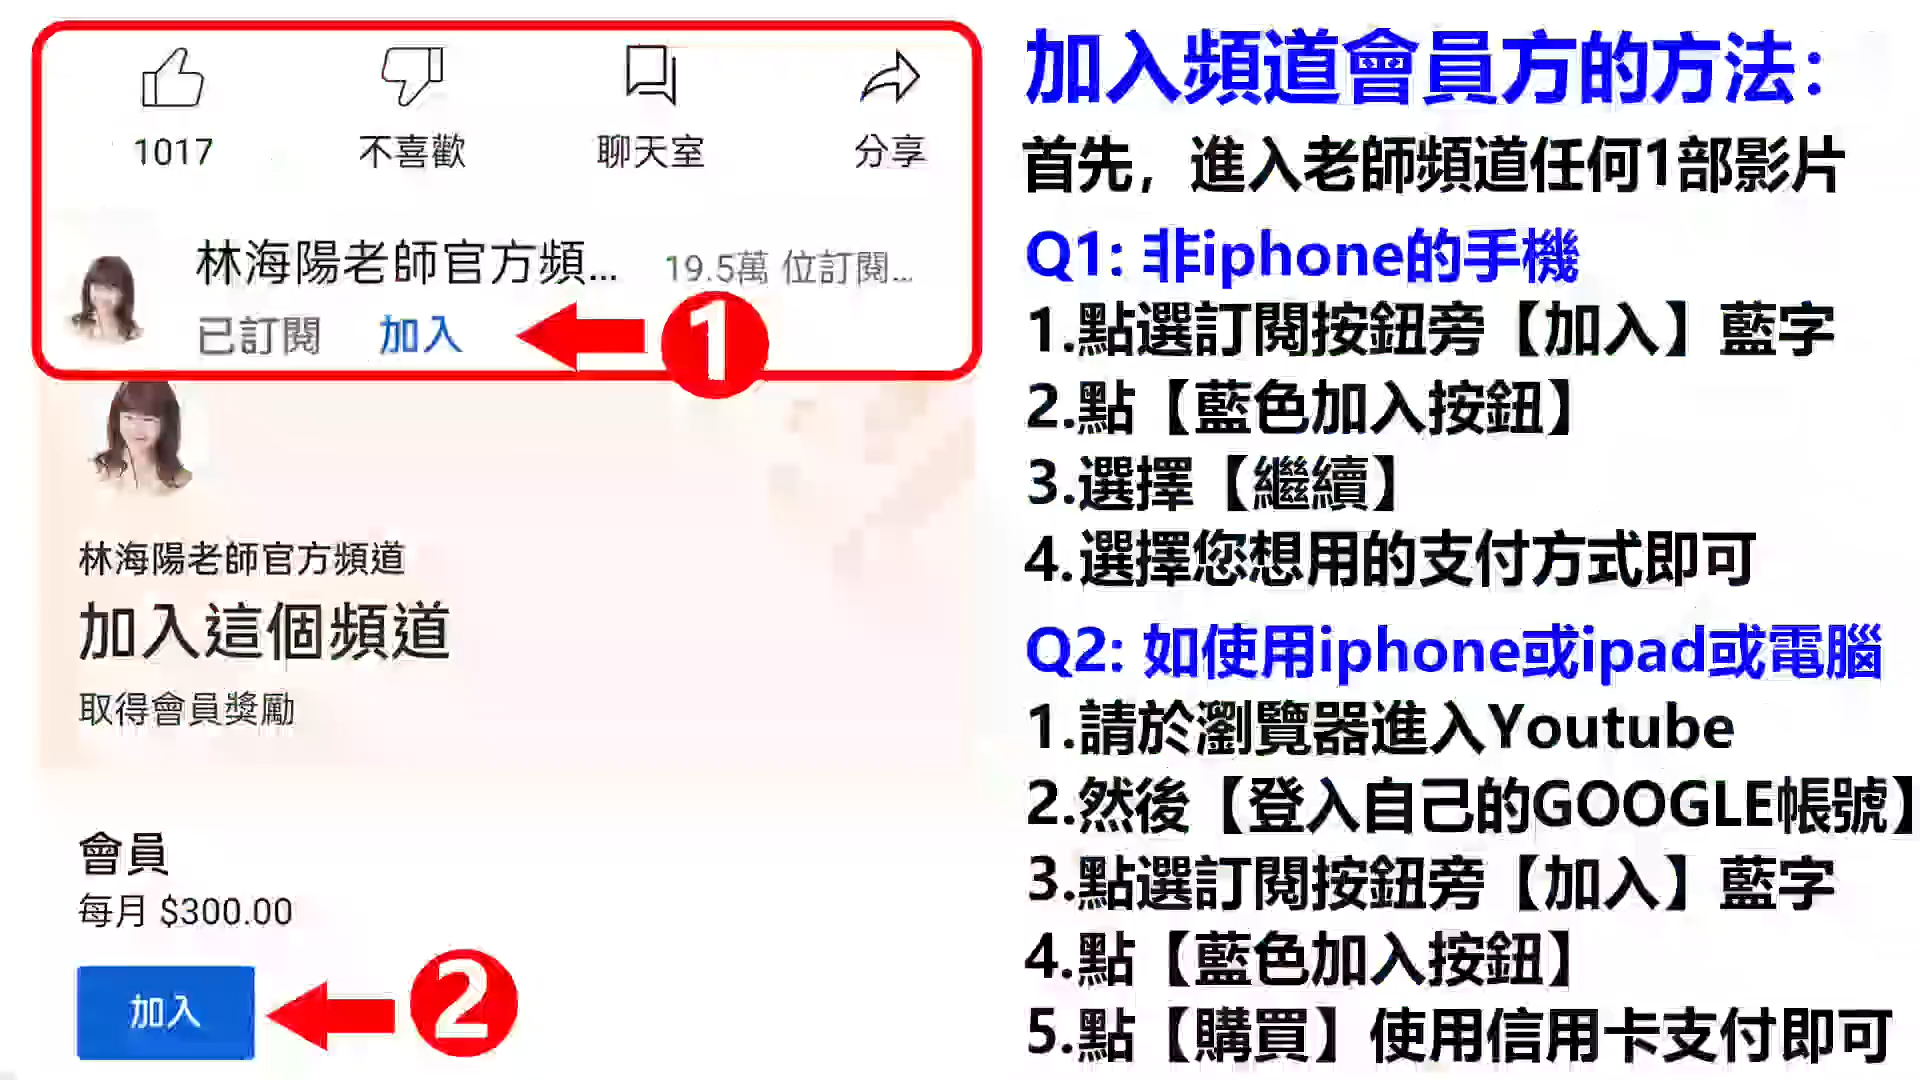 1017
不喜歡
聊天室
分享
林海陽老師官方頻...
19.5萬 位訂閱...
已訂閱
加入
1
林海陽老師官方頻道
加入這個頻道
取得會員獎勵
會員
每月 $300.00
加入
2
加入頻道會員方的方法:
首先，進入老師頻道任何1部影片
Q1: 非iphone的手機
1.點選訂閱按鈕旁【加入】藍字
2.點【藍色加入按鈕】
3.選擇【繼續】
4.選擇您想用的支付方式即可
Q2: 如使用iphone或ipad或電腦
1.請於瀏覽器進入Youtube
2.然後【登入自己的GOOGLE帳號】
3.點選訂閱按鈕旁【加入】藍字
4.點【藍色加入按鈕】
5.點【購買】使用信用卡支付即可